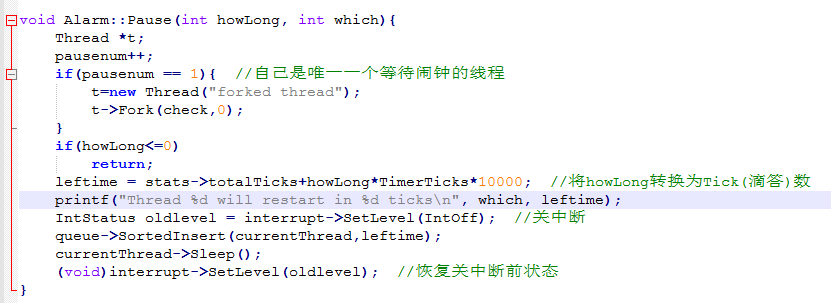 void Alarm::Pause(int howLong, int which){
    Thread *t;
    pausenum++;
    if(pausenum == 1){  //自己是唯一一个等待闹钟的线程
        t=new Thread("forked thread");
        t->Fork(check,0);
    }
    if(howLong<=0)
        return;
    leftime = stats->totalTicks+howLong*TimerTicks*10000;  //将howLong转换为Tick(滴答)数
    printf("Thread %d will restart in %d ticks\n", which, leftime);
    IntStatus oldlevel = interrupt->SetLevel(IntOff);  //关中断
    queue->SortedInsert(currentThread,leftime);
    currentThread->Sleep();
    (void)interrupt->SetLevel(oldlevel);  //恢复关中断前状态
}